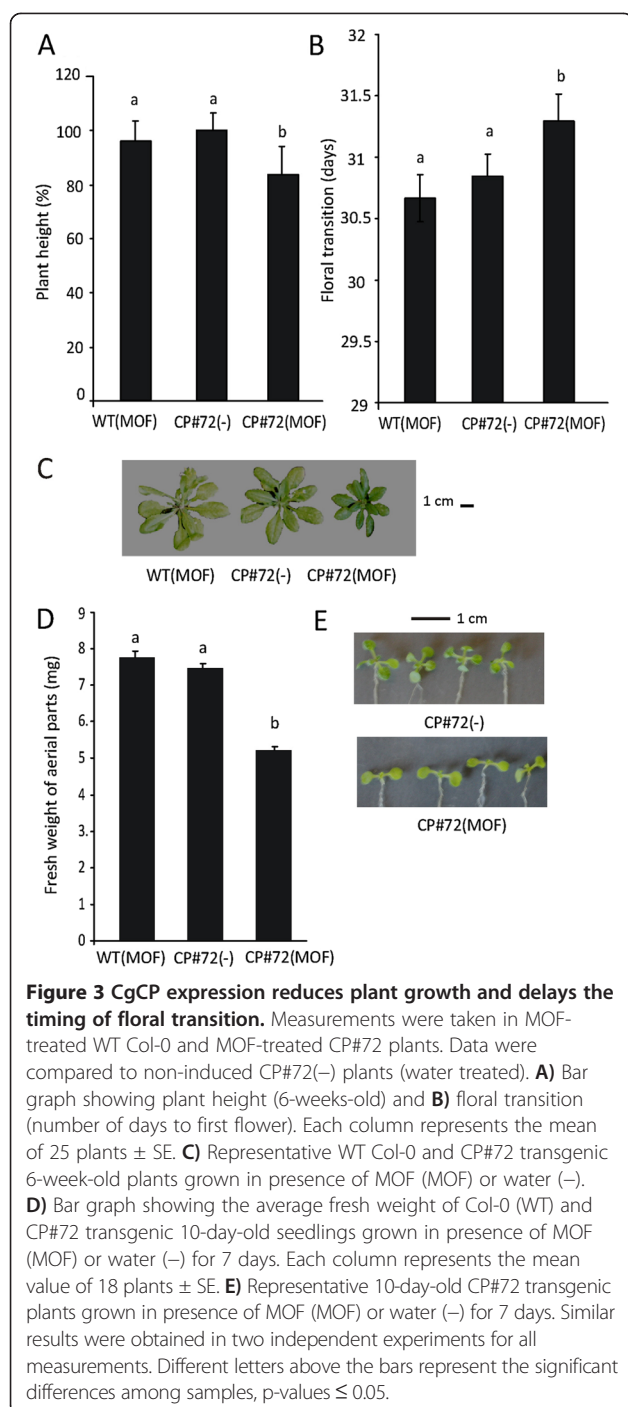 A
120
100
80
60
40
20
0
Plant height (%)
a
a
b
WT(MOF) CP#72(-) CP#72(MOF)
B
32
31.5
31
30.5
30
29.5
29
Floral transition (days)
a
a
b
WT(MOF) CP#72(-) CP#72(MOF)
C
1 cm
WT(MOF) CP#72(-) CP#72(MOF)
D
9
8
7
6.
5
4
3.
2
1
0
Fresh weight of aerial parts (mg)
a
a
b
WT(MOF) CP#72(-) CP#72(MOF)
E
1 cm
CP#72(-)
CP#72(MOF)
Figure 3 CgCP expression reduces plant growth and delays the
timing of floral transition. Measurements were taken in MOF-
treated WT Col-0 and MOF-treated CP#72 plants. Data were
compared to non-induced CP#72(−) plants (water treated). A) Bar
graph showing plant height (6-weeks-old) and B) floral transition
(number of days to first flower). Each column represents the mean
of 25 plants ± SE. C) Representative WT Col-0 and CP#72 transgenic
6-week-old plants grown in presence of MOF (MOF) or water (−).
D) Bar graph showing the average fresh weight of Col-0 (WT) and
CP#72 transgenic 10-day-old seedlings grown in presence of MOF
(MOF) or water (−) for 7 days. Each column represents the mean
value of 18 plants ± SE. E) Representative 10-day-old CP#72 transgenic
plants grown in presence of MOF (MOF) or water (−) for 7 days. Similar
results were obtained in two independent experiments for all
measurements. Different letters above the bars represent the significant
differences among samples, p-values ≤ 0.05.